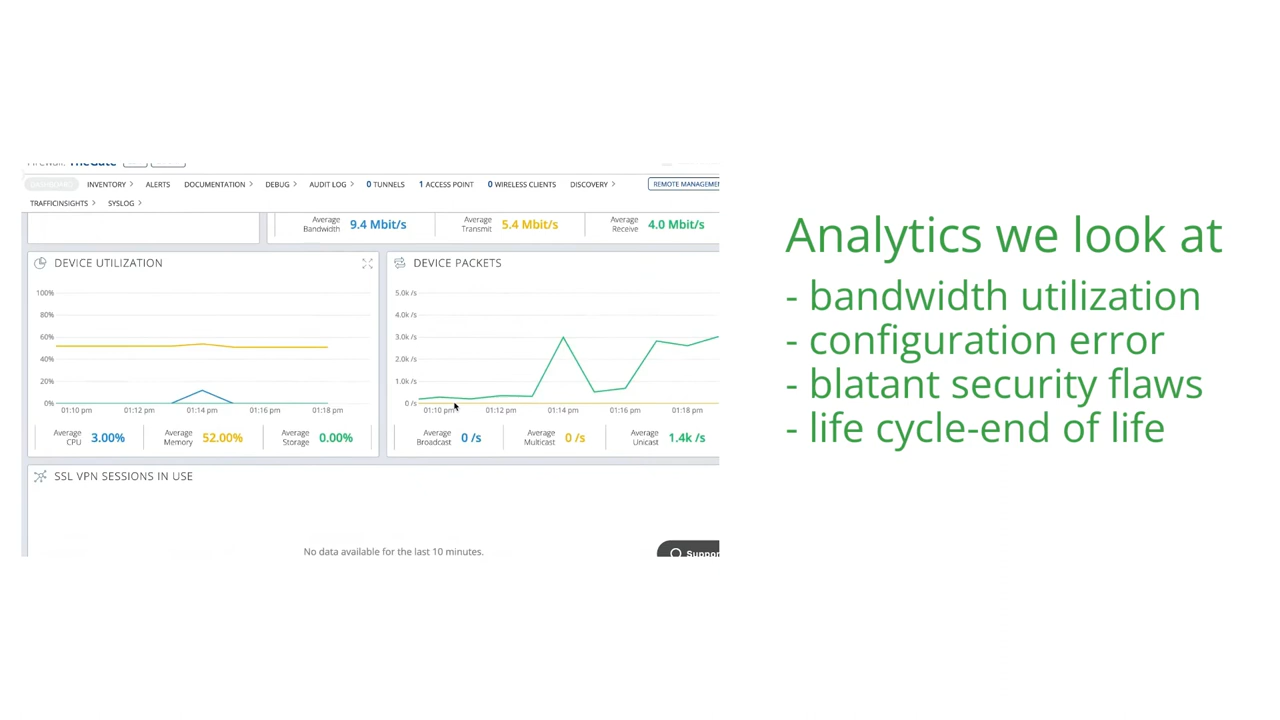 Firewall: TheGate
DASHBOARD INVENTORY ALERTS DOCUMENTATION DEBUG AUDIT LOG 0 TUNNELS 1 ACCESS POINT 0 WIRELESS CLIENTS DISCOVERY REMOTE MANAGEMEN
TRAFFICINSIGHTS SYSLOG
Average Bandwidth 9.4 Mbit/s
Average Transmit 5.4 Mbit/s
Average Receive 4.0 Mbit/s
DEVICE UTILIZATION
100%
80%
60%
40%
20%
0%
01:10 pm 01:12 pm 01:14 pm 01:16 pm 01:18 pm
Average CPU 3.00%
Average Memory 52.00%
Average Storage 0.00%
DEVICE PACKETS
5.0k /s
4.0k /s
3.0k /s
2.0k /s
1.0k /s
0 /s
01:10 pm 01:12 pm 01:14 pm 01:16 pm 01:18 pm
Average Broadcast 0 /s
Average Multicast 0 /s
Average Unicast 1.4k /s
SSL VPN SESSIONS IN USE
No data available for the last 10 minutes.
Suppor
Analytics we look at
- bandwidth utilization
- configuration error
- blatant security flaws
- life cycle-end of life